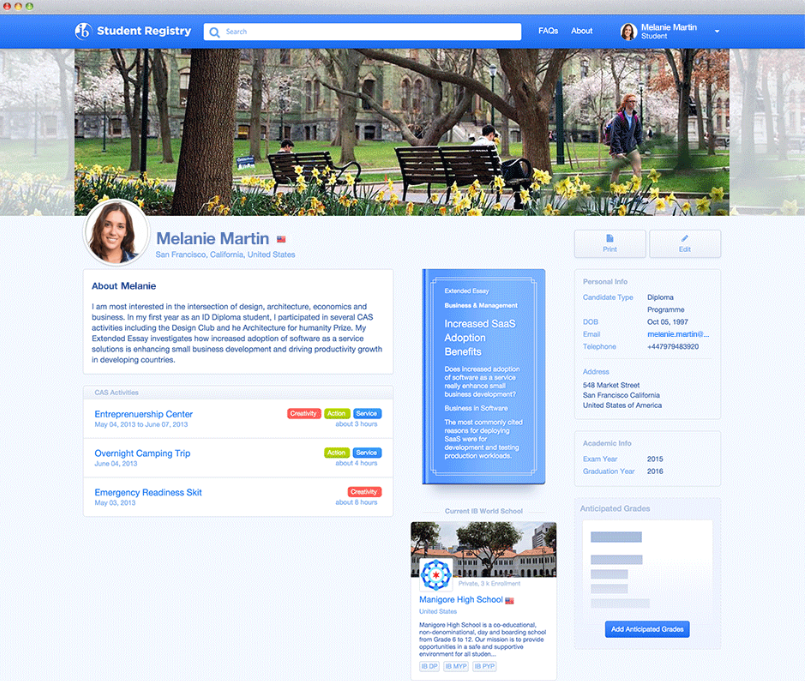 ib Student Registry
Search
FAQs
About
Melanie Martin
Student
Melanie Martin
San Francisco, California, United States
Print
Edit
About Melanie
I am most interested in the intersection of design, architecture, economics and
business. In my first year as an ID Diploma student, I participated in several CAS
activities including the Design Club and he Architecture for humanity Prize. My
Extended Essay investigates how increased adoption of software as a service
solutions is enhancing small business development and driving productivity growth
in developing countries.
CAS Activities
Entreprenuership Center
Creativity Action Service
May 04, 2013 to June 07, 2013
about 3 hours
Overnight Camping Trip
Action Service
June 04, 2013
about 4 hours
Emergency Readiness Skit
Creativity
May 03, 2013
about 8 hours
Extended Essay
Business & Management
Increased SaaS
Adoption
Benefits
Does increased adoption
of software as a service
really enhance small
business development?
Business in Software
The most commonly cited
reasons for deploying
SaaS were for
development and testing
production workloads.
Current IB World School
Private, 3 k Enrollment
Manigore High School
United States
Manigore High School is a co-educational,
non-denominational, day and boarding school
from Grade 6 to 12. Our mission is to provide
opportunities in a safe and supportive
environment for all studen...
IB DP IB MYP IB PYP
Personal Info
Candidate Type Diploma
Programme
DOB Oct 05, 1997
Email melanie.martin@...
Telephone +447979483920
Address
548 Market Street
San Francisco California
United States of America
Academic Info
Exam Year 2015
Graduation Year 2016
Anticipated Grades
Add Anticipated Grades